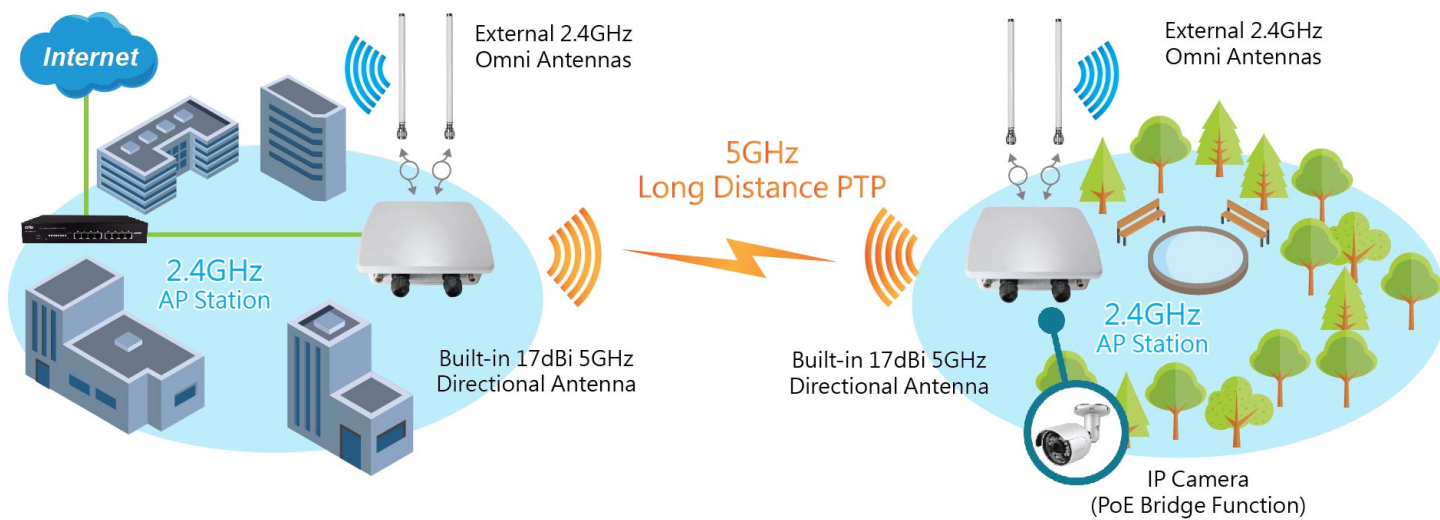 Internet
External 2.4GHz
Omni Antennas
External 2.4GHz
Omni Antennas
5GHz
Long Distance PTP
2.4GHz
AP Station
2.4GHz
AP Station
Built-in 17dBi 5GHz
Directional Antenna
Built-in 17dBi 5GHz
Directional Antenna
IP Camera
(PoE Bridge Function)